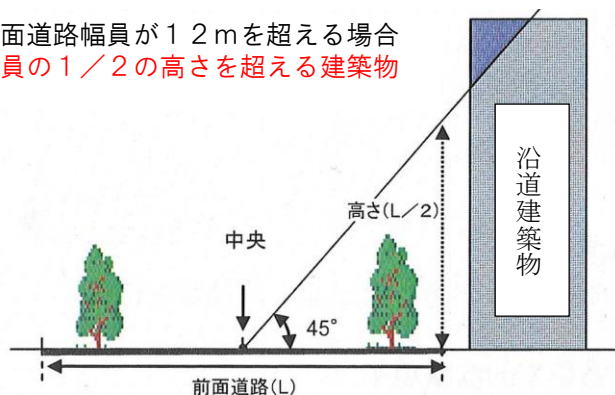 面道路幅員が１２ｍを超える場合
員の１／２の高さを超える建築物
高さ(L／2)
中央
45°
沿道建築物
前面道路(L)